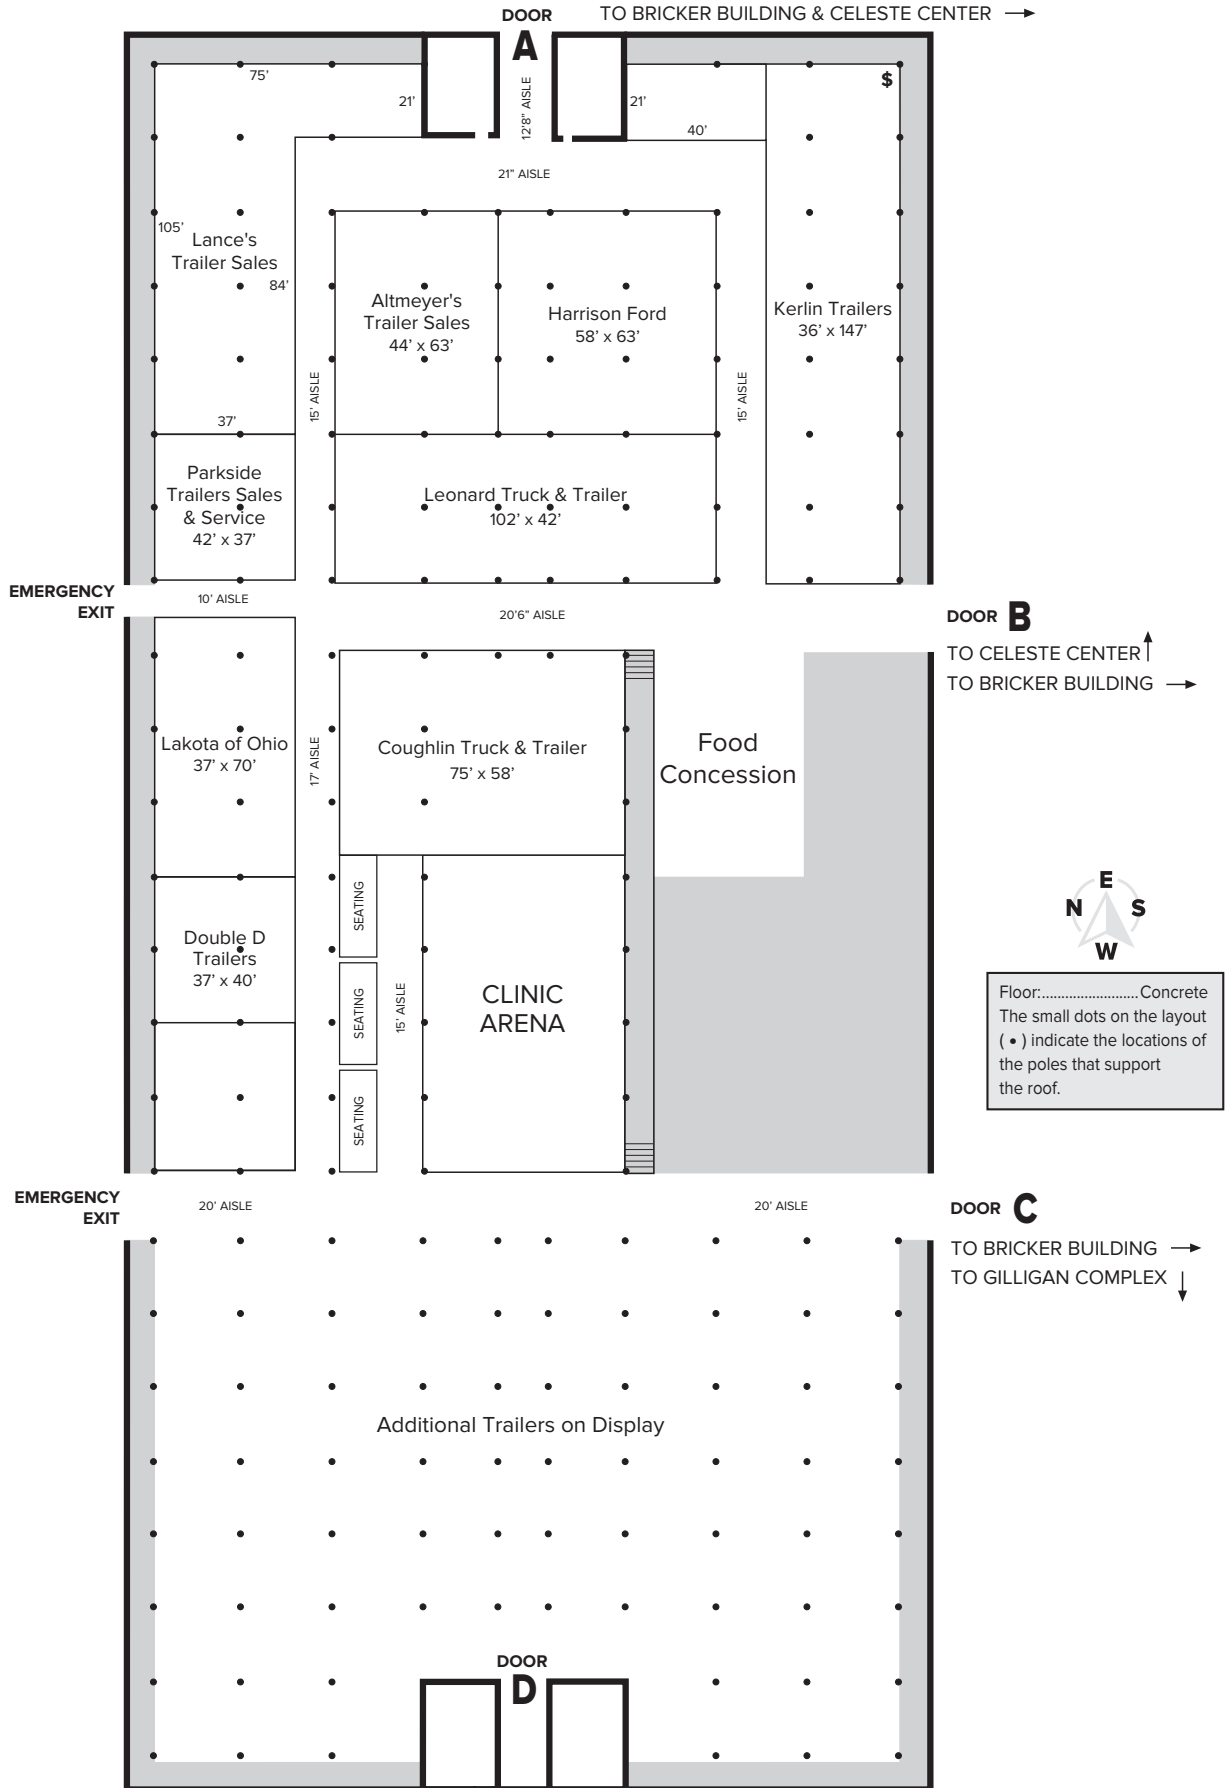 DOOR
A
TO BRICKER BUILDING & CELESTE CENTER
75’
21’
12'8” AISLE
21’
40’
$
21” AISLE
105’
Lance's
Trailer Sales
84’
Altmeyer's
Trailer Sales
44’ x 63’
Harrison Ford
58’ x 63’
Kerlin Trailers
36’ x 147’
15’ AISLE
15’ AISLE
37’
Parkside
Trailers Sales
& Service
42’ x 37’
Leonard Truck & Trailer
102’ x 42’
EMERGENCY
EXIT
10’ AISLE
20’6” AISLE
DOOR B
TO CELESTE CENTER
TO BRICKER BUILDING
Lakota of Ohio
37’ x 70’
17’ AISLE
Coughlin Truck & Trailer
75’ x 58’
Food
Concession
SEATING
SEATING
SEATING
15’ AISLE
Double D
Trailers
37’ x 40’
CLINIC
ARENA
E
N S
W
Floor:.........................Concrete
The small dots on the layout
( • ) indicate the locations of
the poles that support
the roof.
EMERGENCY
EXIT
20’ AISLE
20’ AISLE
DOOR C
TO BRICKER BUILDING
TO GILLIGAN COMPLEX
Additional Trailers on Display
DOOR
D